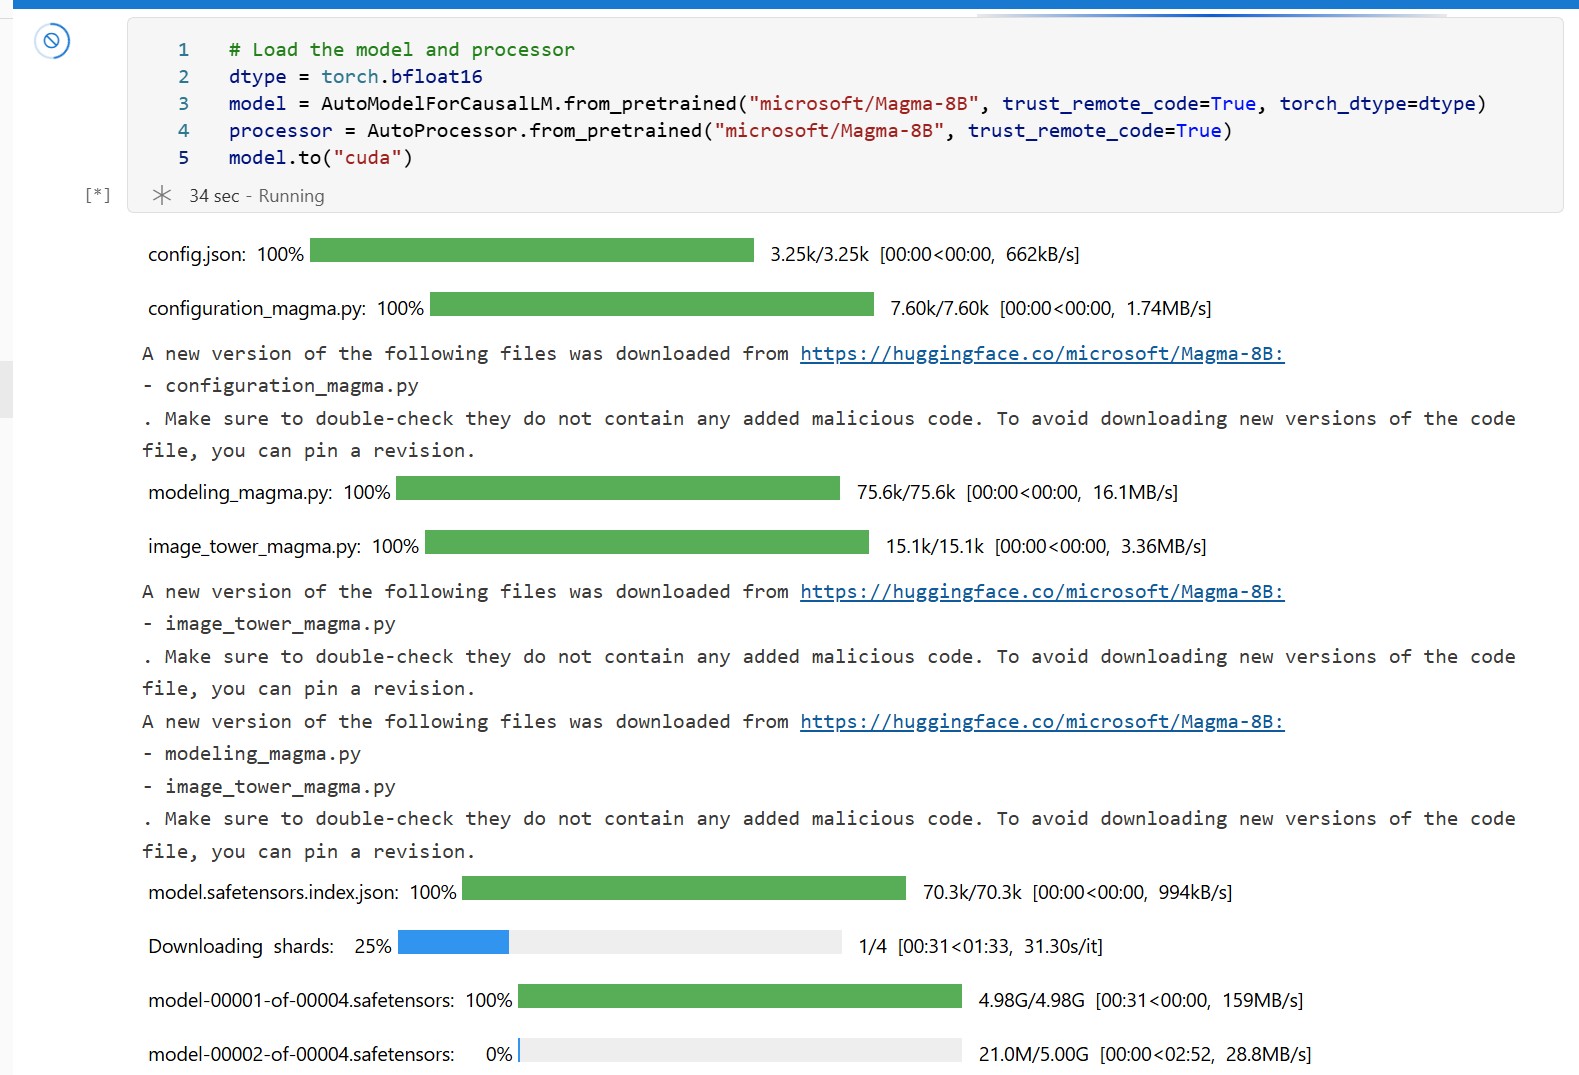 1 # Load the model and processor
2 dtype = torch.bfloat16
3 model = AutoModelForCausalLM.from_pretrained("microsoft/Magma-8B", trust_remote_code=True, torch_dtype=dtype)
4 processor = AutoProcessor.from_pretrained("microsoft/Magma-8B", trust_remote_code=True)
5 model.to("cuda")
[*] 34 sec - Running
config.json: 100% 3.25k/3.25k [00:00<00:00, 662kB/s]
configuration_magma.py: 100% 7.60k/7.60k [00:00<00:00, 1.74MB/s]
A new version of the following files was downloaded from https://huggingface.co/microsoft/Magma-8B:
- configuration_magma.py
. Make sure to double-check they do not contain any added malicious code. To avoid downloading new versions of the code
file, you can pin a revision.
modeling_magma.py: 100% 75.6k/75.6k [00:00<00:00, 16.1MB/s]
image_tower_magma.py: 100% 15.1k/15.1k [00:00<00:00, 3.36MB/s]
A new version of the following files was downloaded from https://huggingface.co/microsoft/Magma-8B:
- image_tower_magma.py
. Make sure to double-check they do not contain any added malicious code. To avoid downloading new versions of the code
file, you can pin a revision.
A new version of the following files was downloaded from https://huggingface.co/microsoft/Magma-8B:
- modeling_magma.py
- image_tower_magma.py
. Make sure to double-check they do not contain any added malicious code. To avoid downloading new versions of the code
file, you can pin a revision.
model.safetensors.index.json: 100% 70.3k/70.3k [00:00<00:00, 994kB/s]
Downloading shards: 25% 1/4 [00:31<01:33, 31.30s/it]
model-00001-of-00004.safetensors: 100% 4.98G/4.98G [00:31<00:00, 159MB/s]
model-00002-of-00004.safetensors: 0% 21.0M/5.00G [00:00<02:52, 28.8MB/s]